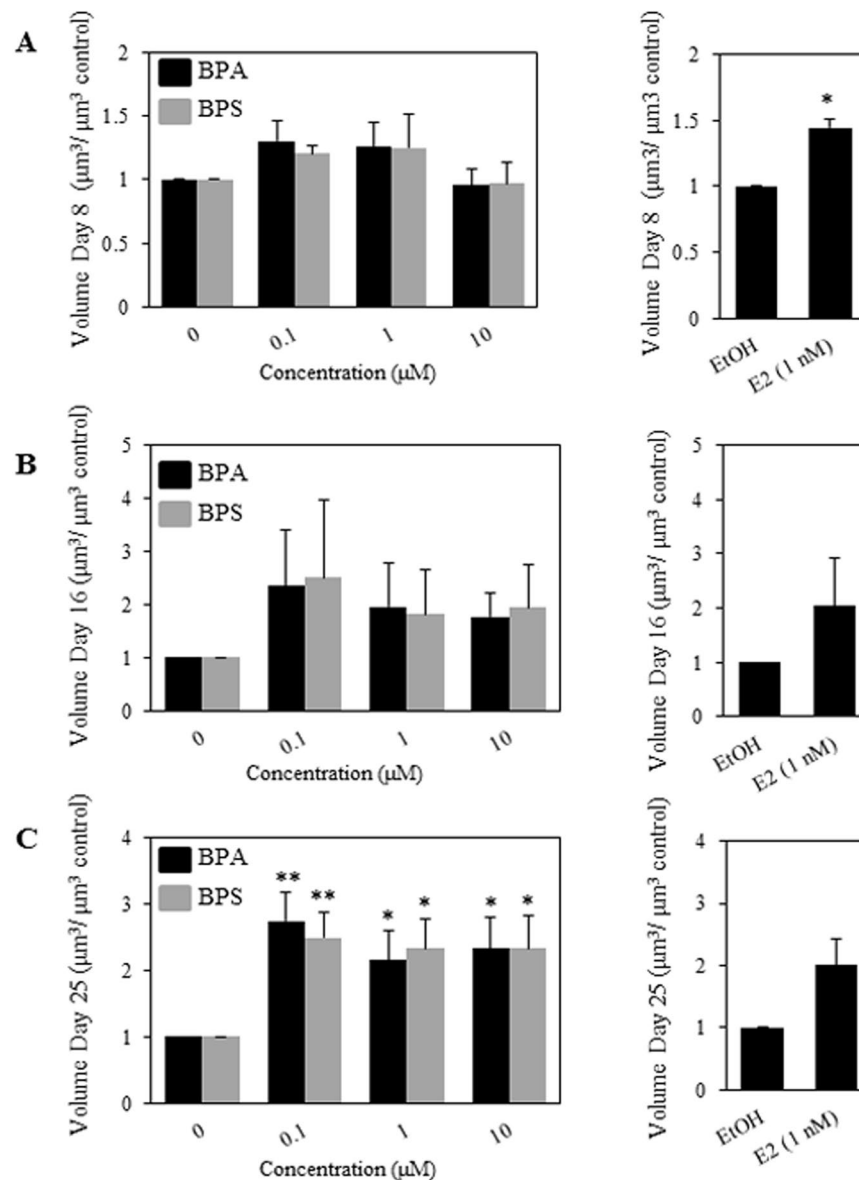 A
Volume Day 8 (μm³/ μm³ control)
2
1.5
1
0.5
0
BPA
BPS
0
0.1
1
10
Concentration (μM)
Volume Day 8 (μm3/ μm3 control)
2
1.5
1
0.5
0
*
EtOH
E2 (1 nM)
B
Volume Day 16 (μm³/ μm³ control)
5
4
3
2
1
0
BPA
BPS
0
0.1
1
10
Concentration (μM)
Volume Day 16 (μm³/ μm³ control)
5
4
3
2
1
0
EtOH
E2 (1 nM)
C
Volume Day 25 (μm³/ μm³ control)
4
3
2
1
0
BPA
BPS
**
**
*
*
*
*
0
0.1
1
10
Concentration (μM)
Volume Day 25 (μm³/ μm³ control)
4
3
2
1
0
EtOH
E2 (1 nM)